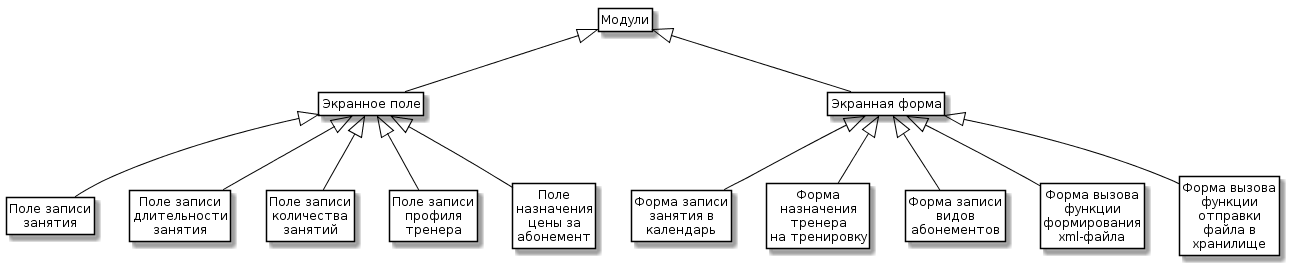 Модули
Экранное поле
Экранная форма
Поле записи
занятия
Поле записи
длительности
занятия
Поле записи
количества
занятий
Поле записи
профиля
тренера
Поле
назначения
цены за
абонемент
Форма записи
занятия в
календарь
Форма
назначения
тренера
на тренировку
Форма записи
видов
абонементов
Форма вызова
функции
формирования
xml-файла
Форма вызова
функции
отправки
файла в
хранилище